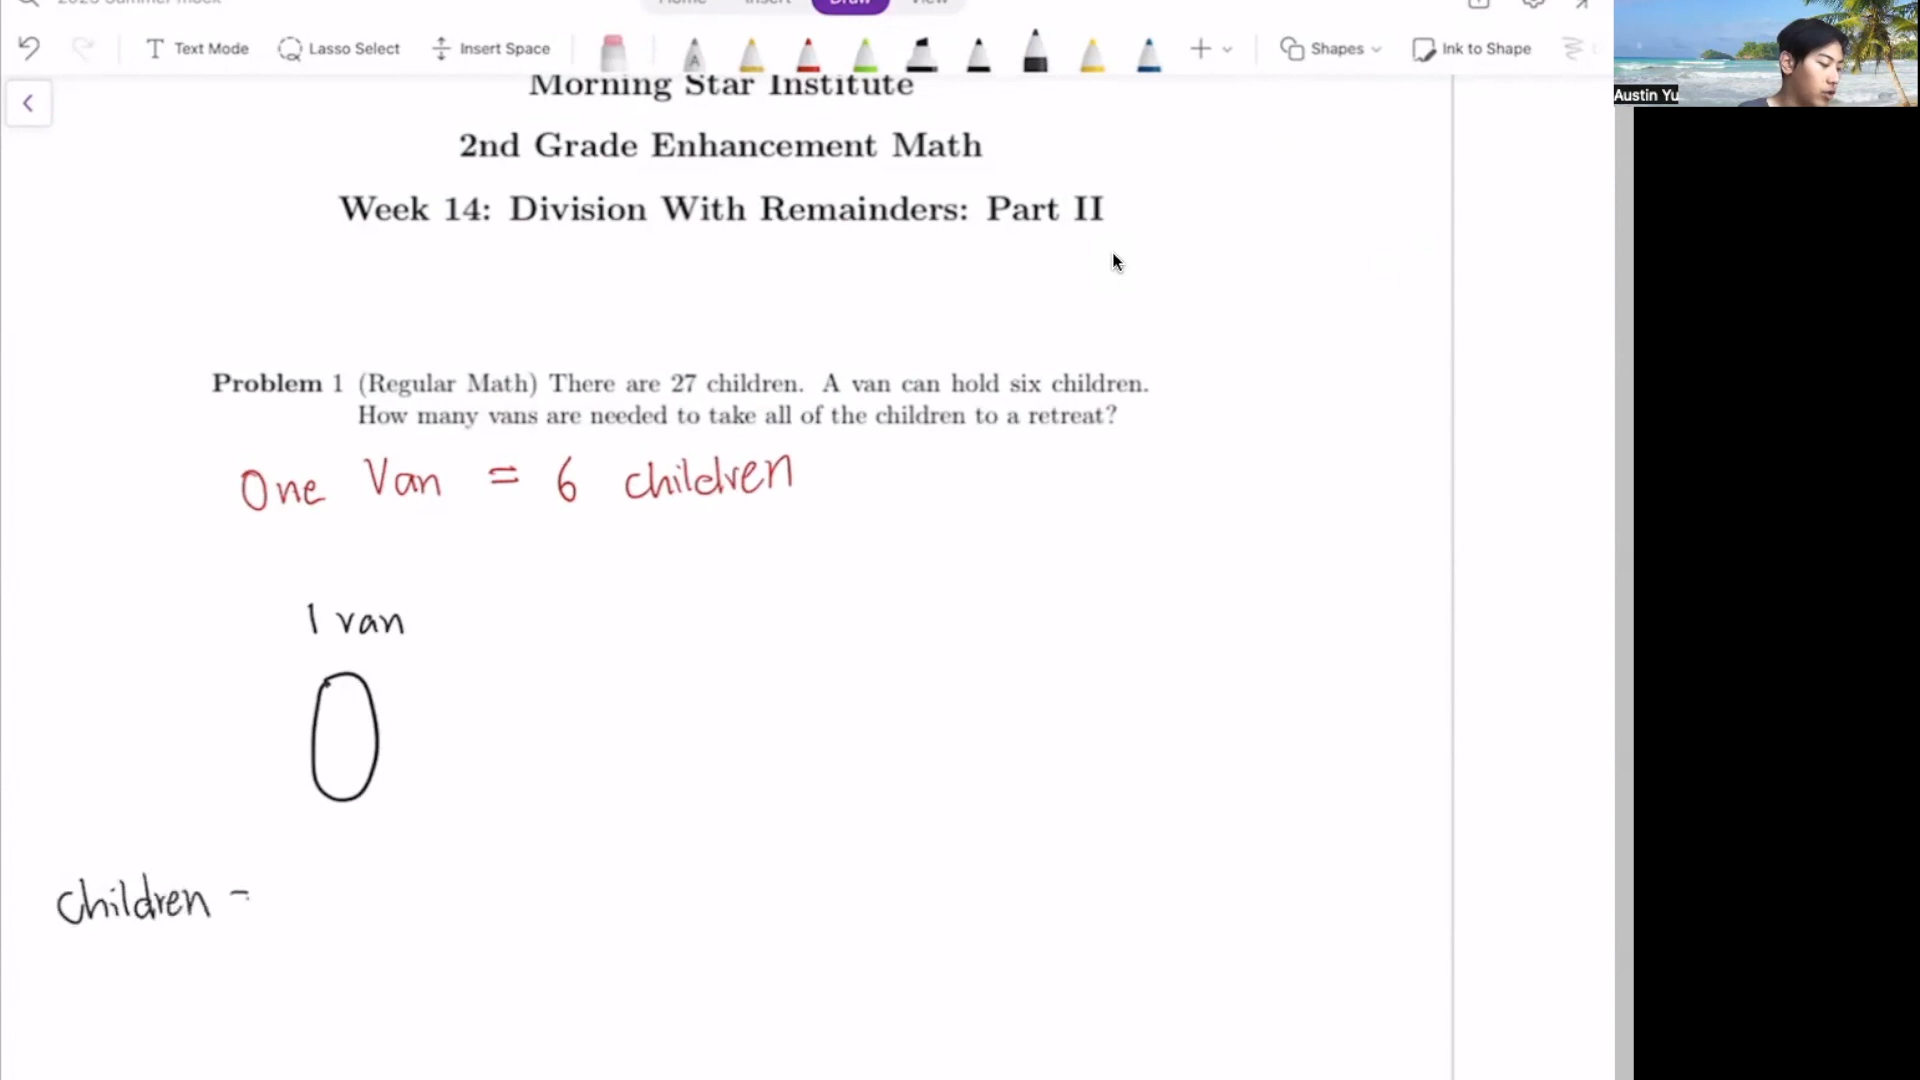 Text Mode
Lasso Select
Insert Space
Shapes
Ink to Shape
Austin Yu
Morning Star Institute
2nd Grade Enhancement Math
Week 14: Division With Remainders: Part II
Problem 1 (Regular Math) There are 27 children. A van can hold six children.
How many vans are needed to take all of the children to a retreat?
One Van = 6 children
1 van
Children -